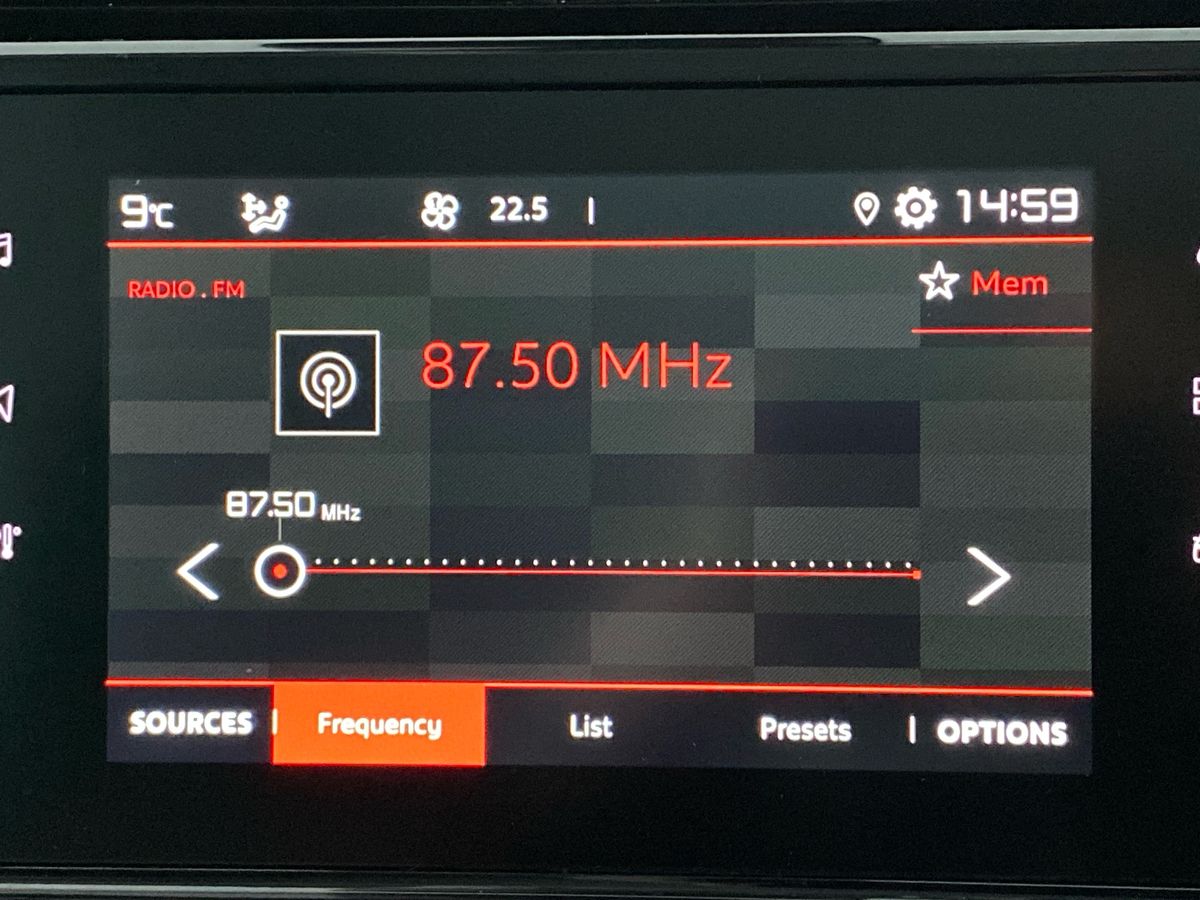 9°C 22.5 14:59
RADIO . FM
Mem
87.50 MHz
87.50 MHz
SOURCES Frequency List Presets OPTIONS